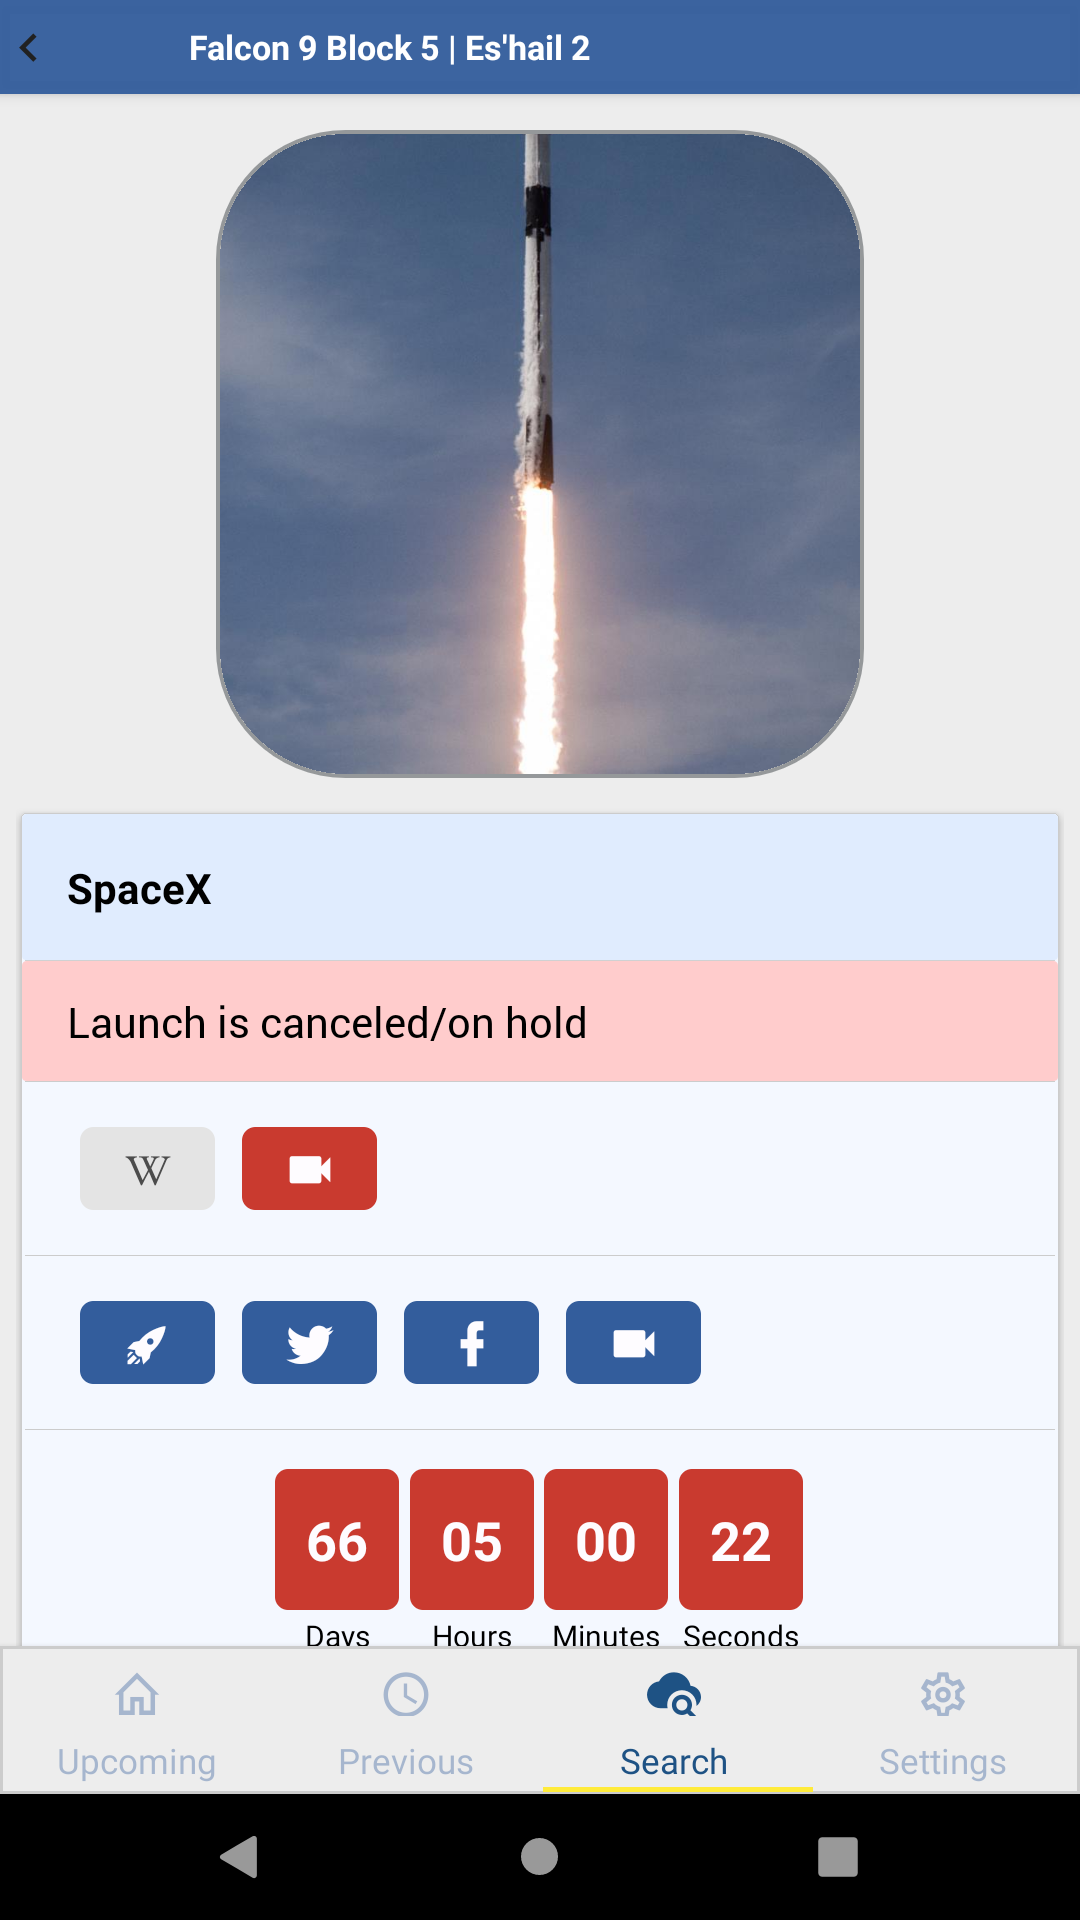 Falcon 9 Block 5 | Es'hail 2
SpaceX
Launch is canceled/on hold
W
66 05 00 22
Days Hours Minutes Seconds
Upcoming Previous Search Settings